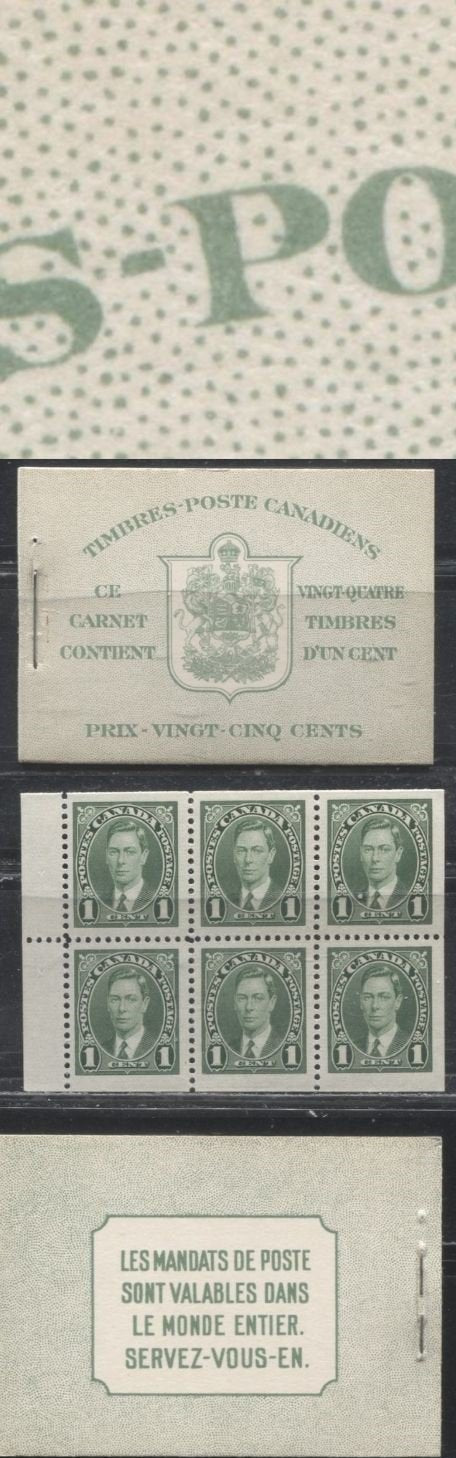 S-PO
TIMBRES-POSTE CANADIENS
CE VINGT-QUATRE
CARNET TIMBRES
CONTIENT D'UN CENT
PRIX-VINGT-CINQ CENTS
POSTES CANADA POSTAGE POSTES CANADA POSTAGE POSTES CANADA POSTAGE
1 CENT 1 1 CENT 1 1 CENT 1
POSTES CANADA POSTAGE POSTES CANADA POSTAGE POSTES CANADA POSTAGE
1 CENT 1 1 CENT 1 1 CENT 1
LES MANDATS DE POSTE
SONT VALABLES DANS
LE MONDE ENTIER.
SERVEZ-VOUS-EN.